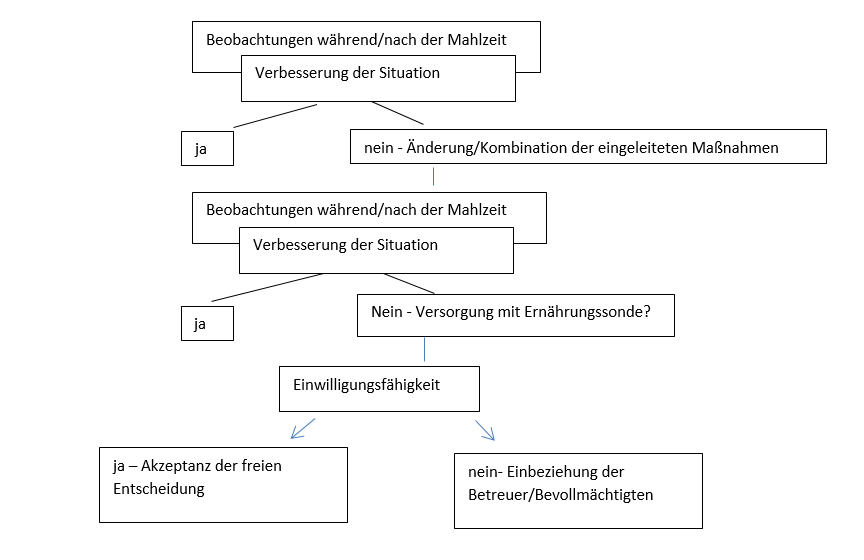 Beobachtungen während/nach der Mahlzeit
Verbesserung der Situation
ja
nein - Änderung/Kombination der eingeleiteten Maßnahmen
Beobachtungen während/nach der Mahlzeit
Verbesserung der Situation
ja
Nein - Versorgung mit Ernährungssonde?
Einwilligungsfähigkeit
ja – Akzeptanz der freien
Entscheidung
nein- Einbeziehung der
Betreuer/Bevollmächtigten